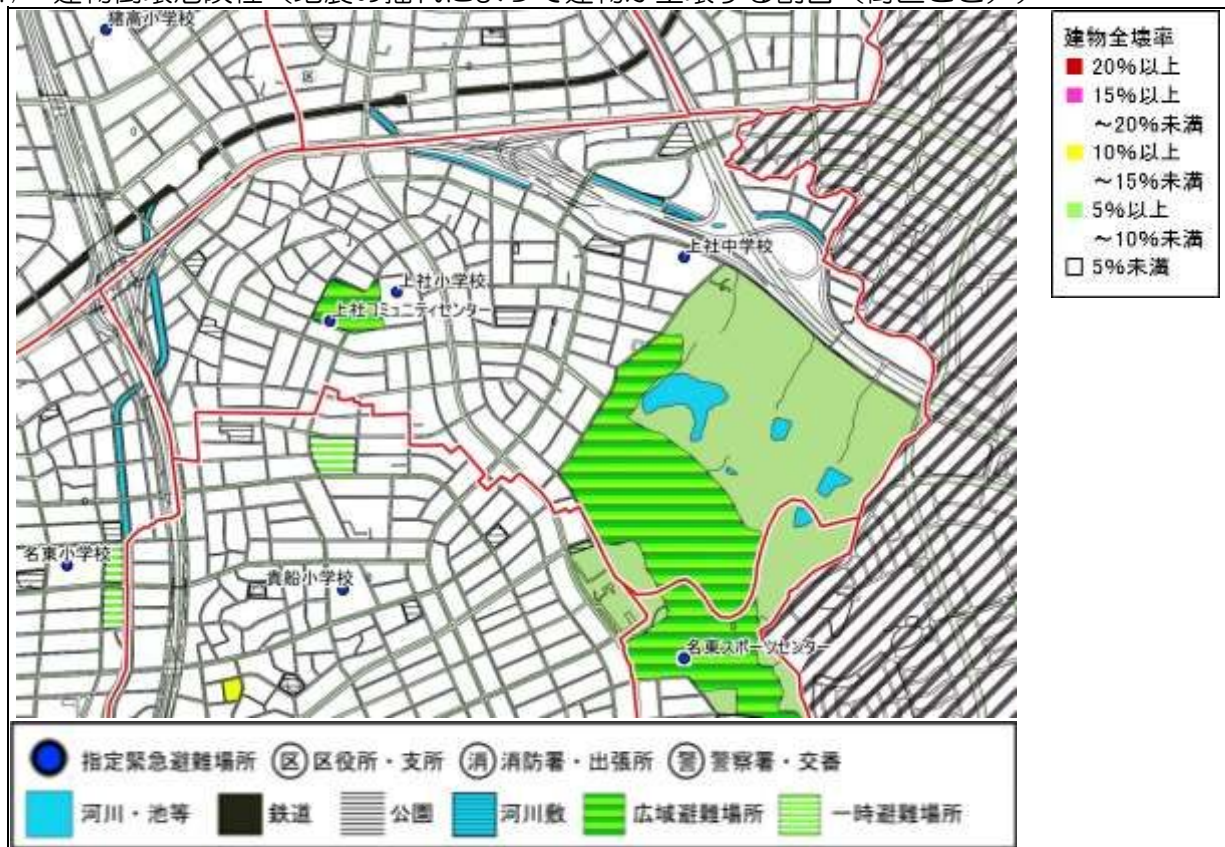 建物倒壊危険性（地震の揺れによって建物が全壊する割合（街区ごと））
猪高小学校
区
上社中学校
上社小学校
上社コミュニティセンター
名東小学校
貴船小学校
名東スポーツセンター
建物全壊率
20%以上
15%以上
～20%未満
10%以上
～15%未満
5%以上
～10%未満
5%未満
指定緊急避難場所 区 区役所・支所 消 消防署・出張所 警 警察署・交番
河川・池等 鉄道 公園 河川敷 広域避難場所 一時避難場所